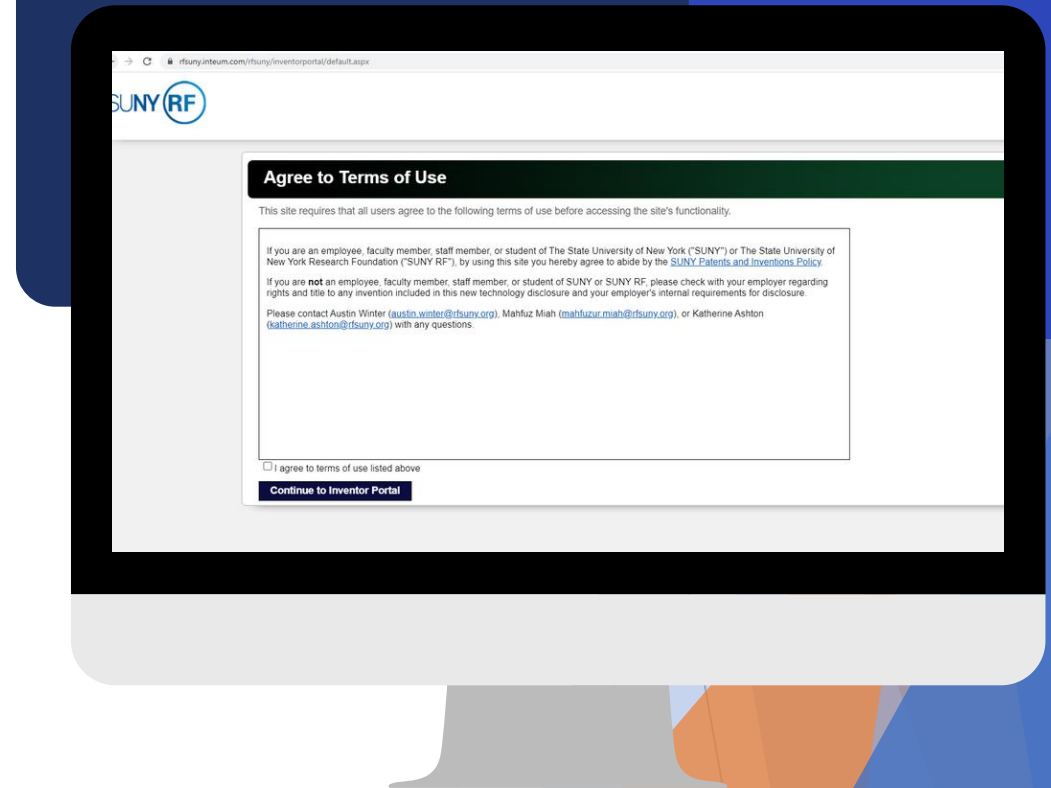 rfsuny.inteum.com/rfsuny/inventorportal/default.aspx
SUNY RF
Agree to Terms of Use
This site requires that all users agree to the following terms of use before accessing the site's functionality.
If you are an employee, faculty member, staff member, or student of The State University of New York ("SUNY") or The State University of
New York Research Foundation ("SUNY RF"), by using this site you hereby agree to abide by the SUNY Patents and Inventions Policy.
If you are not an employee, faculty member, staff member, or student of SUNY or SUNY RF, please check with your employer regarding
rights and title to any invention included in this new technology disclosure and your employer's internal requirements for disclosure.
Please contact Austin Winter (austin.winter@rfsuny.org), Mahfuz Miah (mahfuzur.miah@rfsuny.org), or Katherine Ashton
(katherine.ashton@rfsuny.org) with any questions.
I agree to terms of use listed above
Continue to Inventor Portal